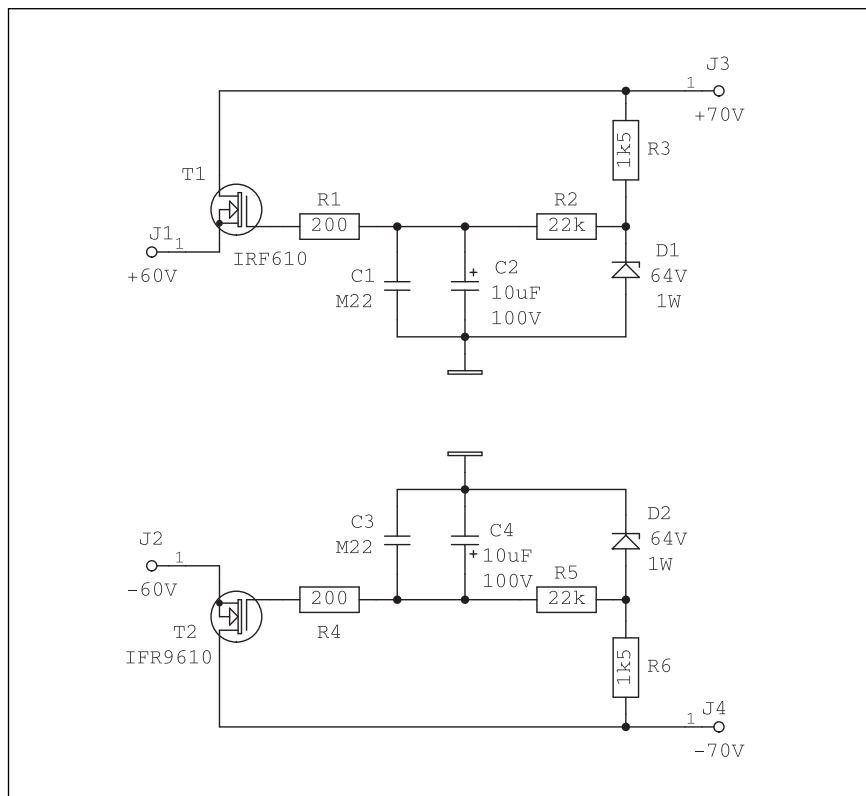 J3
1
+70V
1k5
R3
T1
R1
200
R2
22k
J1
1
+60V
IRF610
D1
64V
1W
C1
M22
+
C2
10uF
100V
D2
64V
1W
C3
M22
C4
+
10uF
100V
J2
1
-60V
R5
22k
200
R4
T2
IFR9610
1k5
R6
J4
1
-70V